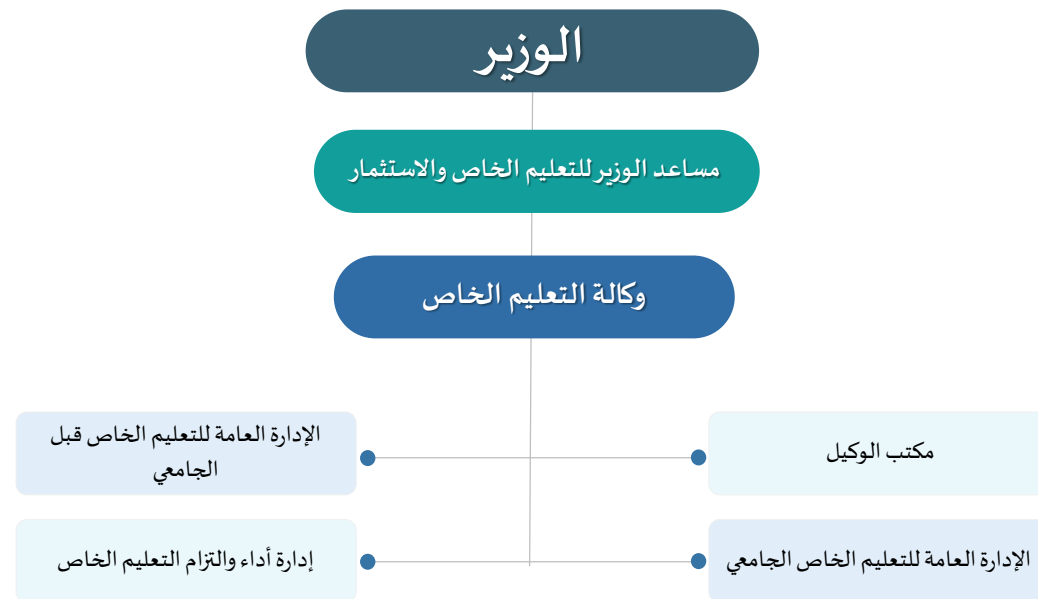 الوزير
مساعد الوزير للتعليم الخاص والاستثمار
وكالة التعليم الخاص
مكتب الوكيل
الإدارة العامة للتعليم الخاص قبل
الجامعي
الإدارة العامة للتعليم الخاص الجامعي
إدارة أداء والتزام التعليم الخاص